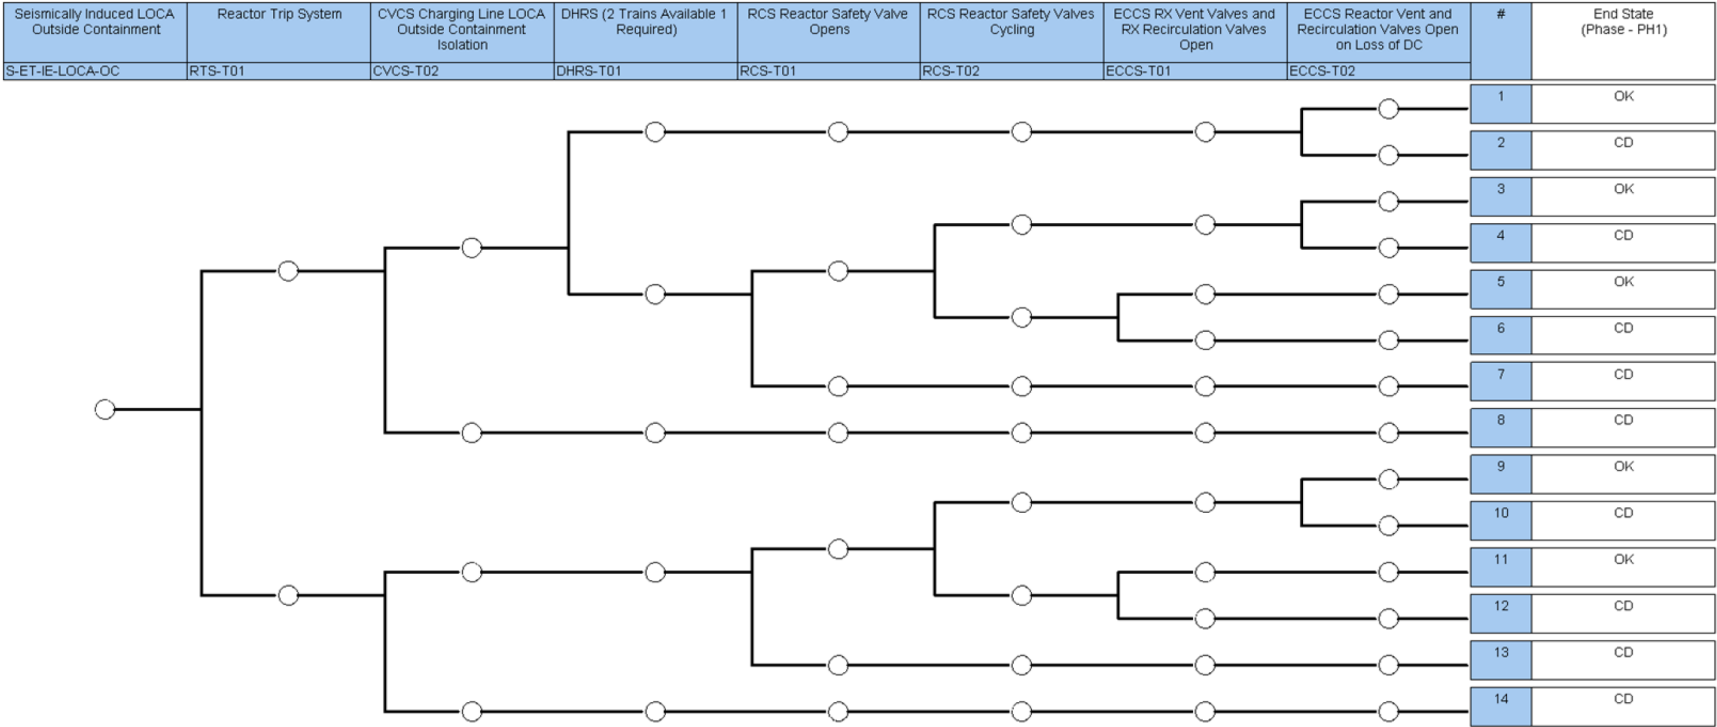 Seismically Induced LOCA
Outside Containment
S-ET-IE-LOCA-OC
Reactor Trip System
RTS-T01
CVCS Charging Line LOCA
Outside Containment
Isolation
CVCS-T02
DHRS (2 Trains Available 1
Required)
DHRS-T01
RCS Reactor Safety Valve
Opens
RCS-T01
RCS Reactor Safety Valves
Cycling
RCS-T02
ECCS RX Vent Valves and
RX Recirculation Valves
Open
ECCS-T01
ECCS Reactor Vent and
Recirculation Valves Open
on Loss of DC
ECCS-T02
#
End State
(Phase - PH1)
1 OK
2 CD
3 OK
4 CD
5 OK
6 CD
7 CD
8 CD
9 OK
10 CD
11 OK
12 CD
13 CD
14 CD